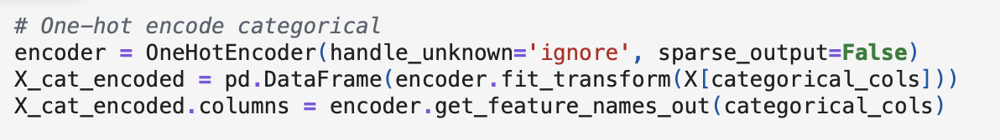 # One-hot encode categorical
encoder = OneHotEncoder(handle_unknown='ignore', sparse_output=False)
X_cat_encoded = pd.DataFrame(encoder.fit_transform(X[categorical_cols]))
X_cat_encoded.columns = encoder.get_feature_names_out(categorical_cols)